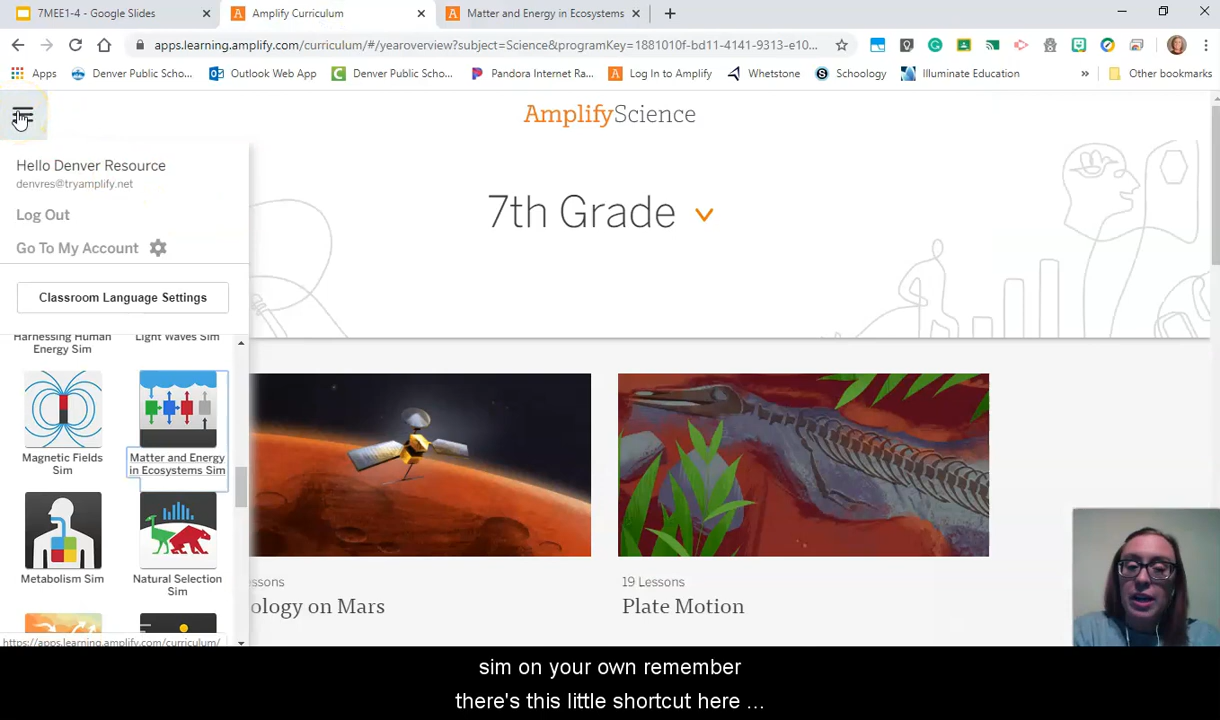 7MEE1-4 - Google Slides
Amplify Curriculum
Matter and Energy in Ecosystems
apps.learning.amplify.com/curriculum/#/yearoverview?subject=Science&programKey=1881010f-bd11-4141-9313-e10...
Apps
Denver Public Scho...
Outlook Web App
Denver Public Scho...
Pandora Internet Ra...
Log In to Amplify
Whetstone
Schoology
Illuminate Education
Other bookmarks
AmplifyScience
Hello Denver Resource
denvres@tryamplify.net
Log Out
Go To My Account
Classroom Language Settings
7th Grade
Harnessing Human
Energy Sim
Light Waves Sim
Magnetic Fields
Sim
Matter and Energy
in Ecosystems Sim
Metabolism Sim
Natural Selection
Sim
https://apps.learning.amplify.com/curriculum/
ssons
ology on Mars
19 Lessons
Plate Motion
sim on your own remember
there's this little shortcut here ...